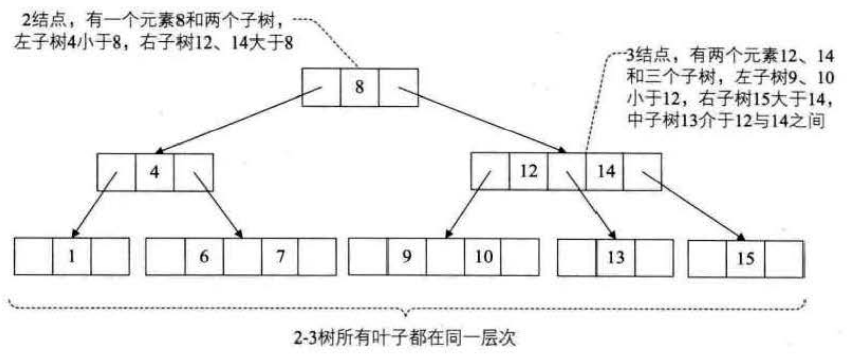 2结点，有一个元素8和两个子树，
左子树4小于8，右子树12、14大于8
3结点，有两个元素12、14
和三个子树，左子树9、10
小于12，右子树15大于14，
中子树13介于12与14之间
8
4
12 14
1
6 7
9 10
13
15
2-3树所有叶子都在同一层次